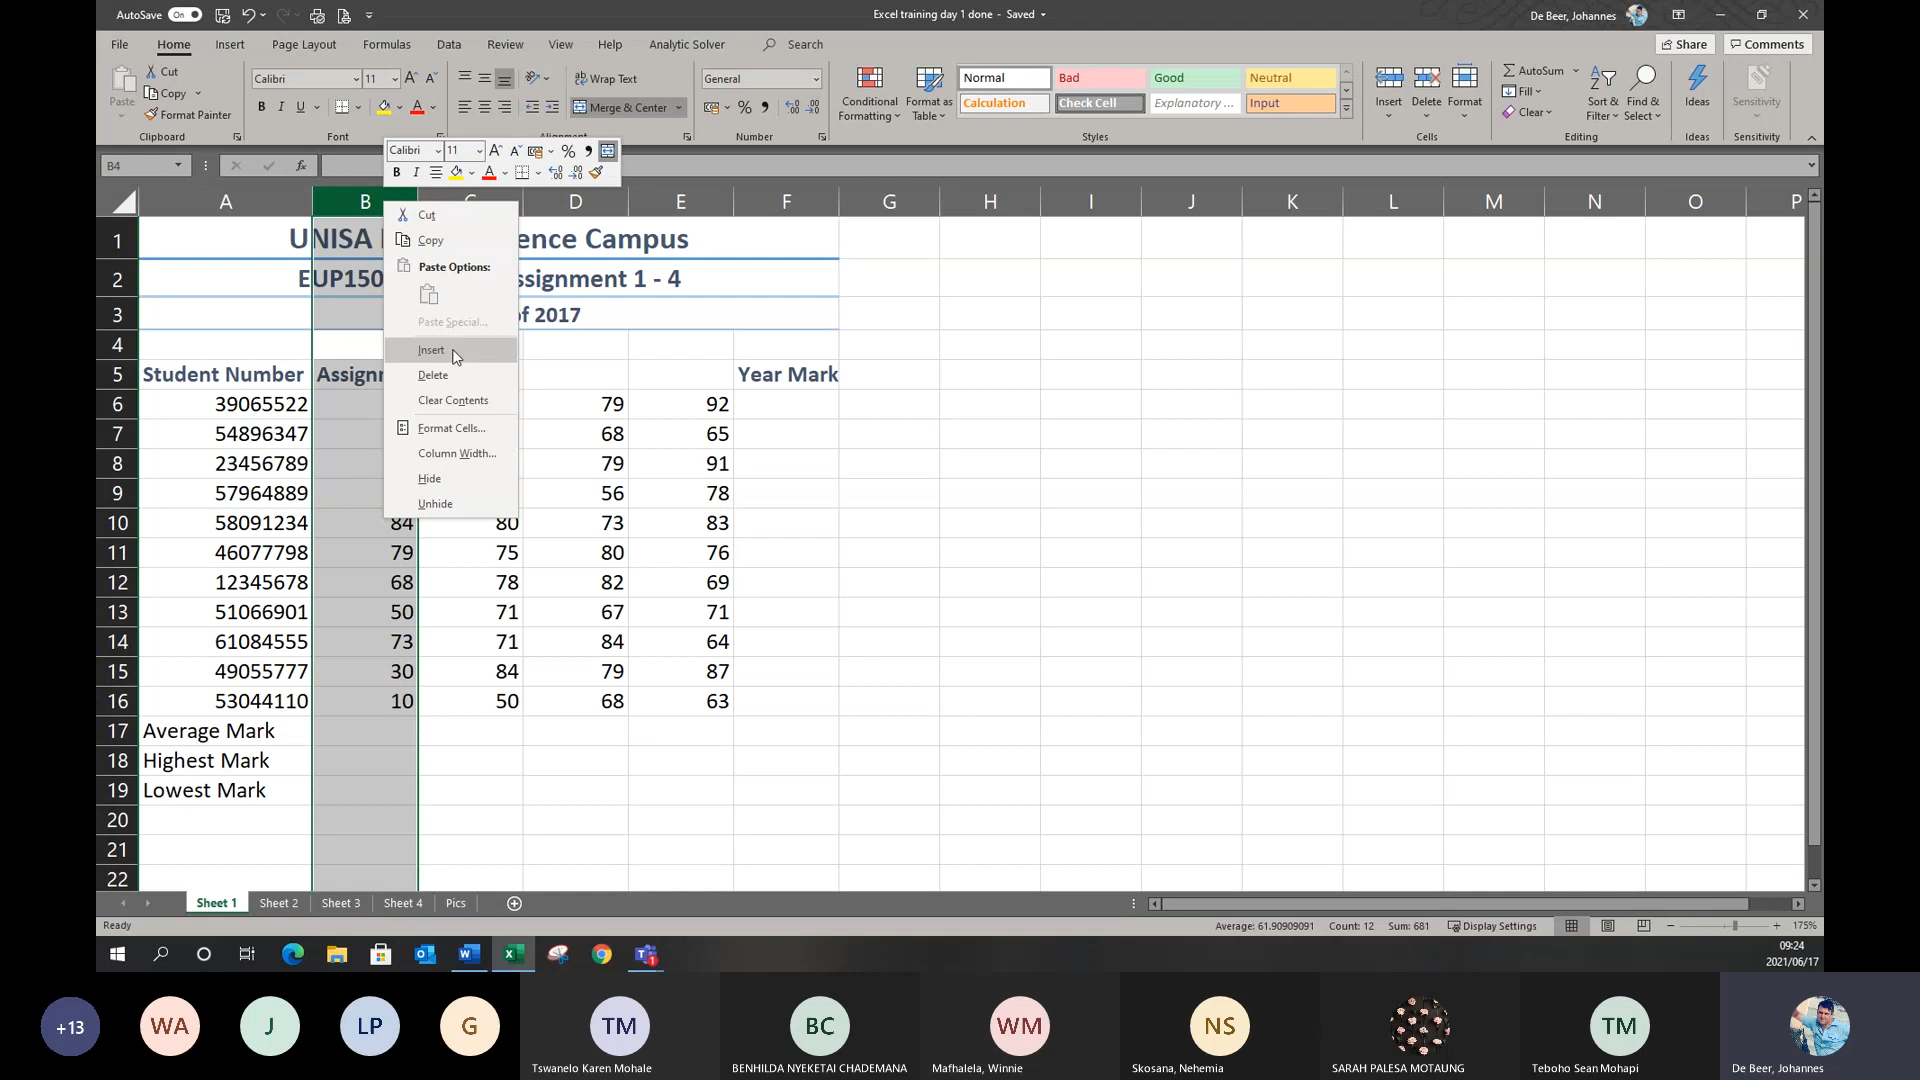 AutoSave On
Excel training day 1 done - Saved
De Beer, Johannes
File Home Insert Page Layout Formulas Data Review View Help Analytic Solver Search
Share Comments
Paste
Cut
Copy
Format Painter
Clipboard
Calibri 11
B I U
Font
Wrap Text
Merge & Center
Alignment
General
%
Number
Conditional Formatting
Format as Table
Normal Bad Good Neutral
Calculation Check Cell Explanatory ... Input
Styles
Insert Delete Format
Cells
AutoSum
Fill
Clear
Sort & Filter
Find & Select
Editing
Ideas
Ideas
Sensitivity
Sensitivity
Calibri 11
B I A
B4
fx
A B C D E F G H I J K L M N O P
1 UNISA ence Campus
2 EUP150 ssignment 1 - 4
3 of 2017
4
5 Student Number Assignm Year Mark
6 39065522 79 92
7 54896347 68 65
8 23456789 79 91
9 57964889 56 78
10 58091234 84 80 73 83
11 46077798 79 75 80 76
12 12345678 68 78 82 69
13 51066901 50 71 67 71
14 61084555 73 71 84 64
15 49055777 30 84 79 87
16 53044110 10 50 68 63
17 Average Mark
18 Highest Mark
19 Lowest Mark
20
21
22
Cut
Copy
Paste Options:
Paste Special...
Insert
Delete
Clear Contents
Format Cells...
Column Width...
Hide
Unhide
Sheet 1 Sheet 2 Sheet 3 Sheet 4 Pics
Ready
Average: 61.90909091 Count: 12 Sum: 681 Display Settings 175%
09:24
2021/06/17
+13 WA J LP G TM BC WM NS TM
Tswanelo Karen Mohale BENHILDA NYEKETAI CHADEMANA Mafhalela, Winnie Skosana, Nehemia SARAH PALESA MOTAUNG Teboho Sean Mohapi De Beer, Johannes